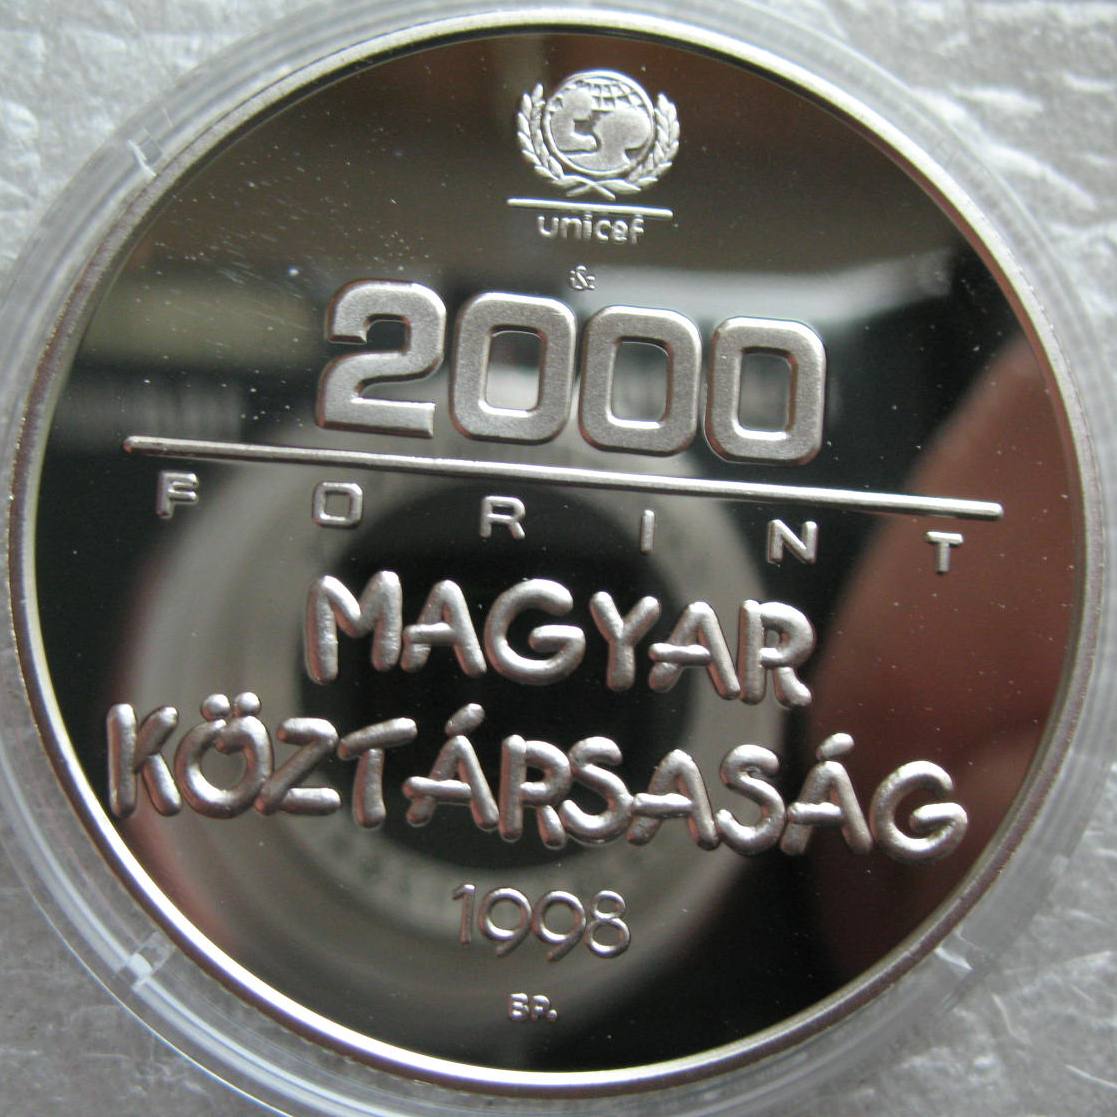 unicef
&
2000
FORINT
MAGYAR
KÖZTÁRSASÁG
1998
BP.